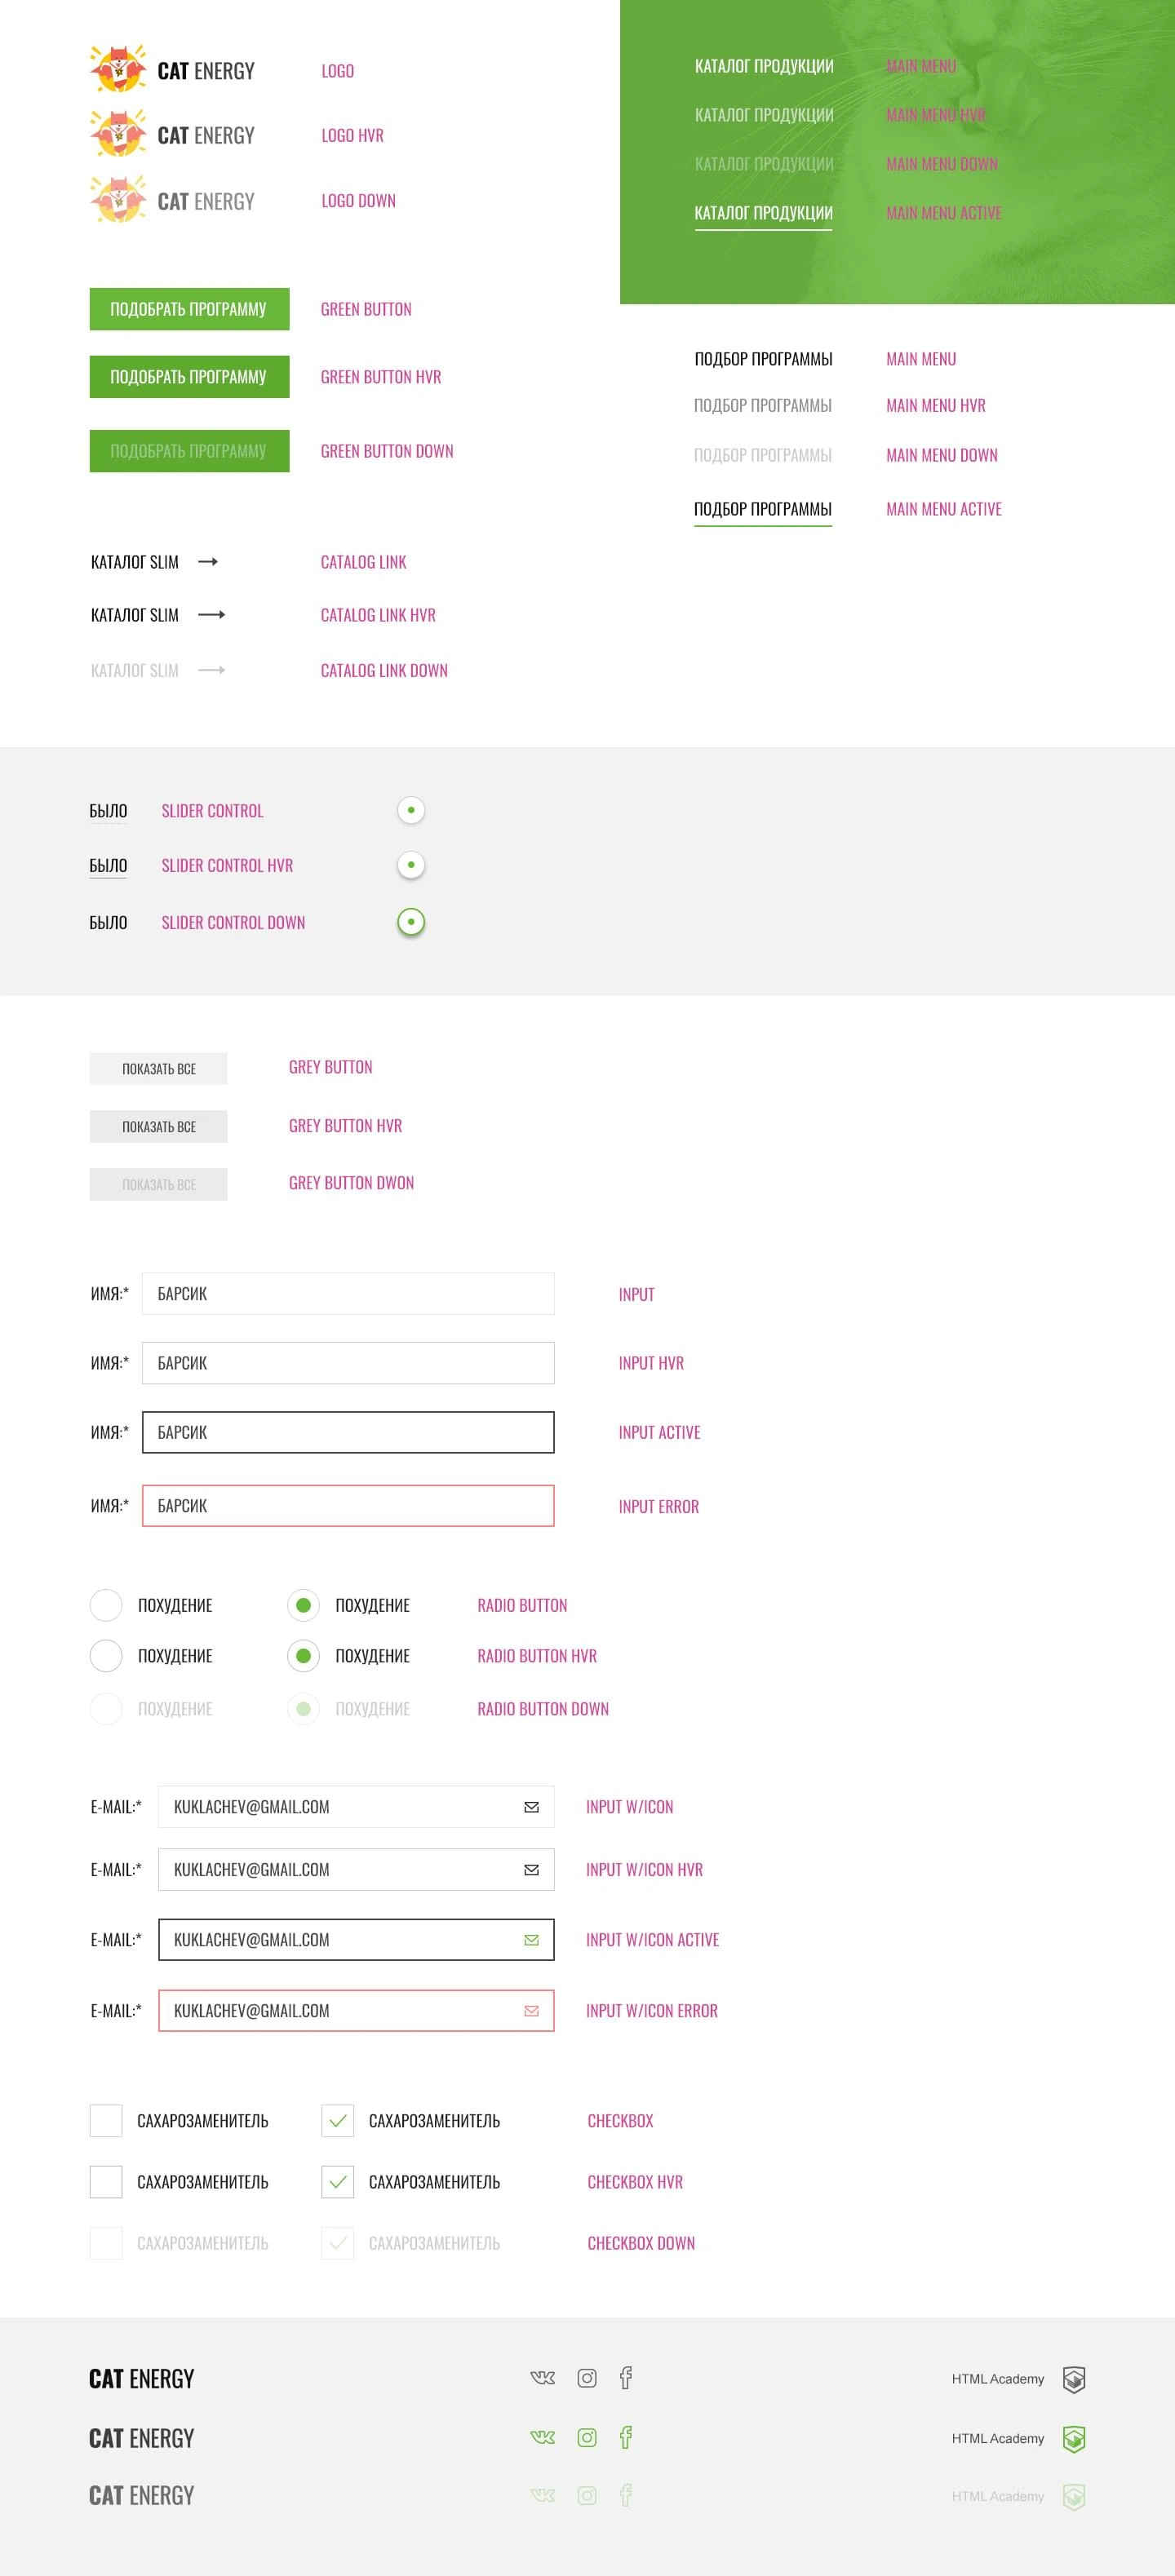 CAT ENERGY LOGO
CAT ENERGY LOGO HVR
CAT ENERGY LOGO DOWN
КАТАЛОГ ПРОДУКЦИИ MAIN MENU
КАТАЛОГ ПРОДУКЦИИ MAIN MENU HVR
КАТАЛОГ ПРОДУКЦИИ MAIN MENU DOWN
КАТАЛОГ ПРОДУКЦИИ MAIN MENU ACTIVE
ПОДОБРАТЬ ПРОГРАММУ GREEN BUTTON
ПОДОБРАТЬ ПРОГРАММУ GREEN BUTTON HVR
ПОДОБРАТЬ ПРОГРАММУ GREEN BUTTON DOWN
ПОДБОР ПРОГРАММЫ MAIN MENU
ПОДБОР ПРОГРАММЫ MAIN MENU HVR
ПОДБОР ПРОГРАММЫ MAIN MENU DOWN
ПОДБОР ПРОГРАММЫ MAIN MENU ACTIVE
КАТАЛОГ SLIM CATALOG LINK
КАТАЛОГ SLIM CATALOG LINK HVR
КАТАЛОГ SLIM CATALOG LINK DOWN
БЫЛО SLIDER CONTROL
БЫЛО SLIDER CONTROL HVR
БЫЛО SLIDER CONTROL DOWN
ПОКАЗАТЬ ВСЕ GREY BUTTON
ПОКАЗАТЬ ВСЕ GREY BUTTON HVR
ПОКАЗАТЬ ВСЕ GREY BUTTON DWON
ИМЯ:* БАРСИК INPUT
ИМЯ:* БАРСИК INPUT HVR
ИМЯ:* БАРСИК INPUT ACTIVE
ИМЯ:* БАРСИК INPUT ERROR
ПОХУДЕНИЕ ПОХУДЕНИЕ RADIO BUTTON
ПОХУДЕНИЕ ПОХУДЕНИЕ RADIO BUTTON HVR
ПОХУДЕНИЕ ПОХУДЕНИЕ RADIO BUTTON DOWN
E-MAIL:* KUKLACHEV@GMAIL.COM INPUT W/ICON
E-MAIL:* KUKLACHEV@GMAIL.COM INPUT W/ICON HVR
E-MAIL:* KUKLACHEV@GMAIL.COM INPUT W/ICON ACTIVE
E-MAIL:* KUKLACHEV@GMAIL.COM INPUT W/ICON ERROR
САХАРОЗАМЕНИТЕЛЬ САХАРОЗАМЕНИТЕЛЬ CHECKBOX
САХАРОЗАМЕНИТЕЛЬ САХАРОЗАМЕНИТЕЛЬ CHECKBOX HVR
САХАРОЗАМЕНИТЕЛЬ САХАРОЗАМЕНИТЕЛЬ CHECKBOX DOWN
CAT ENERGY HTML Academy
CAT ENERGY HTML Academy
CAT ENERGY HTML Academy